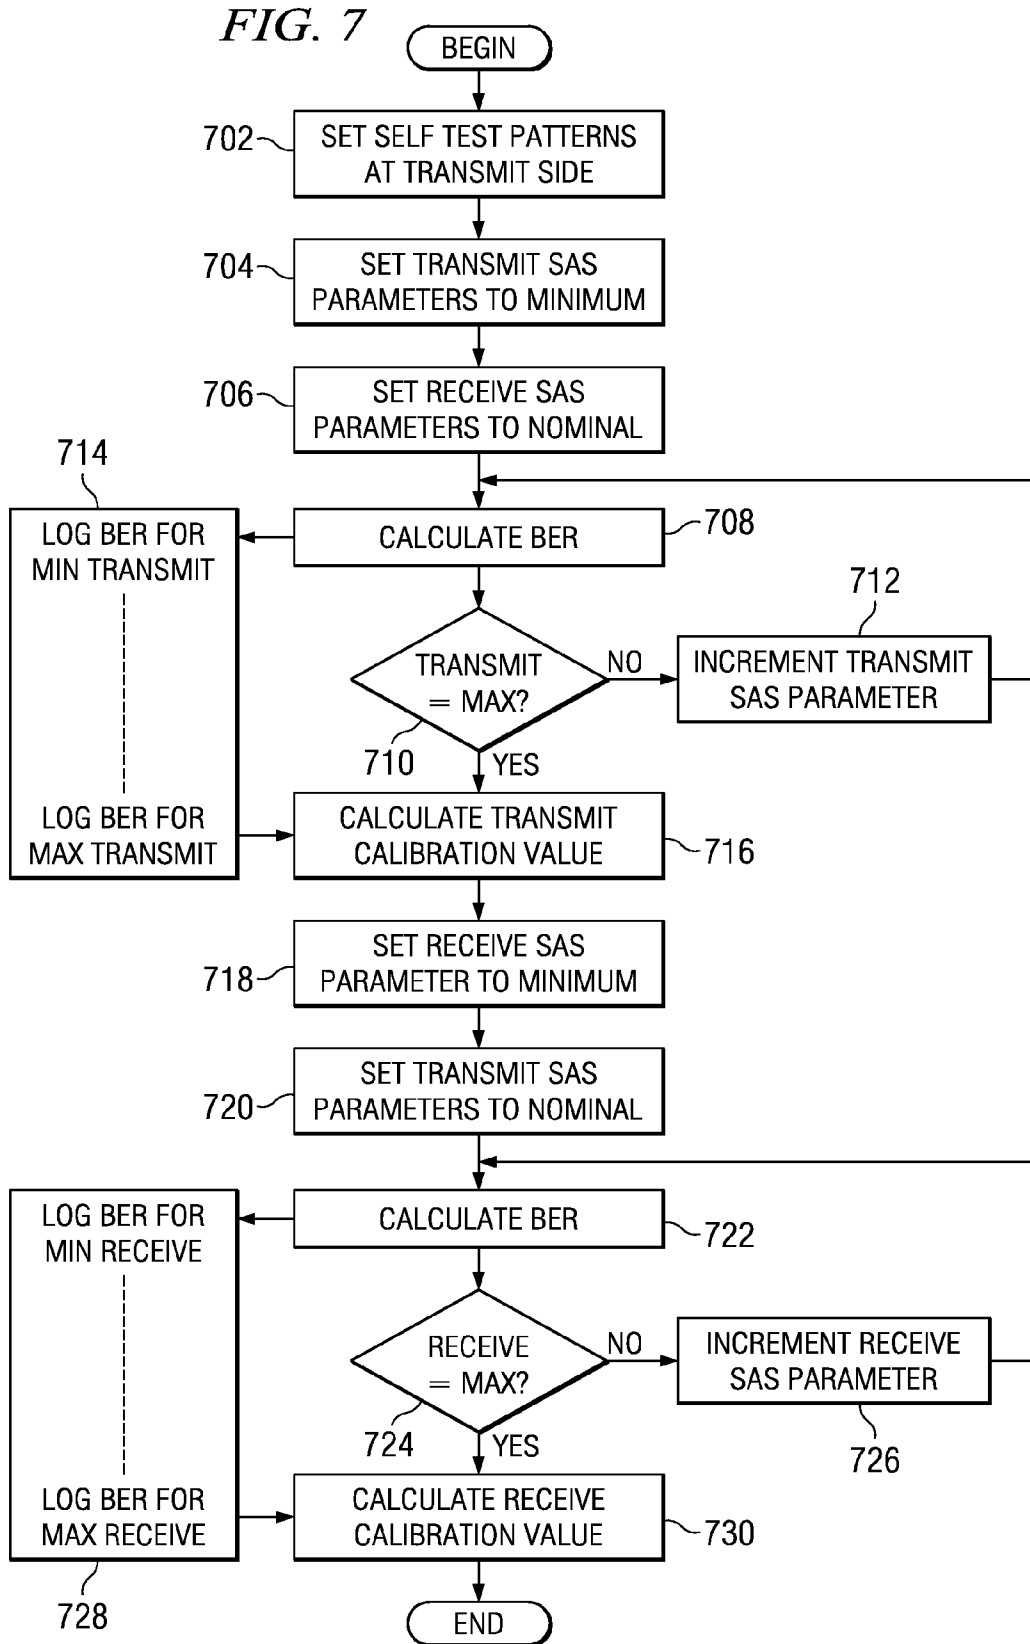 FIG. 7
BEGIN
702
SET SELF TEST PATTERNS
AT TRANSMIT SIDE
704
SET TRANSMIT SAS
PARAMETERS TO MINIMUM
706
SET RECEIVE SAS
PARAMETERS TO NOMINAL
714
LOG BER FOR
MIN TRANSMIT
LOG BER FOR
MAX TRANSMIT
CALCULATE BER
708
TRANSMIT
= MAX?
710
NO
YES
712
INCREMENT TRANSMIT
SAS PARAMETER
CALCULATE TRANSMIT
CALIBRATION VALUE
716
718
SET RECEIVE SAS
PARAMETER TO MINIMUM
720
SET TRANSMIT SAS
PARAMETERS TO NOMINAL
LOG BER FOR
MIN RECEIVE
LOG BER FOR
MAX RECEIVE
728
CALCULATE BER
722
RECEIVE
= MAX?
724
NO
YES
INCREMENT RECEIVE
SAS PARAMETER
726
CALCULATE RECEIVE
CALIBRATION VALUE
730
END